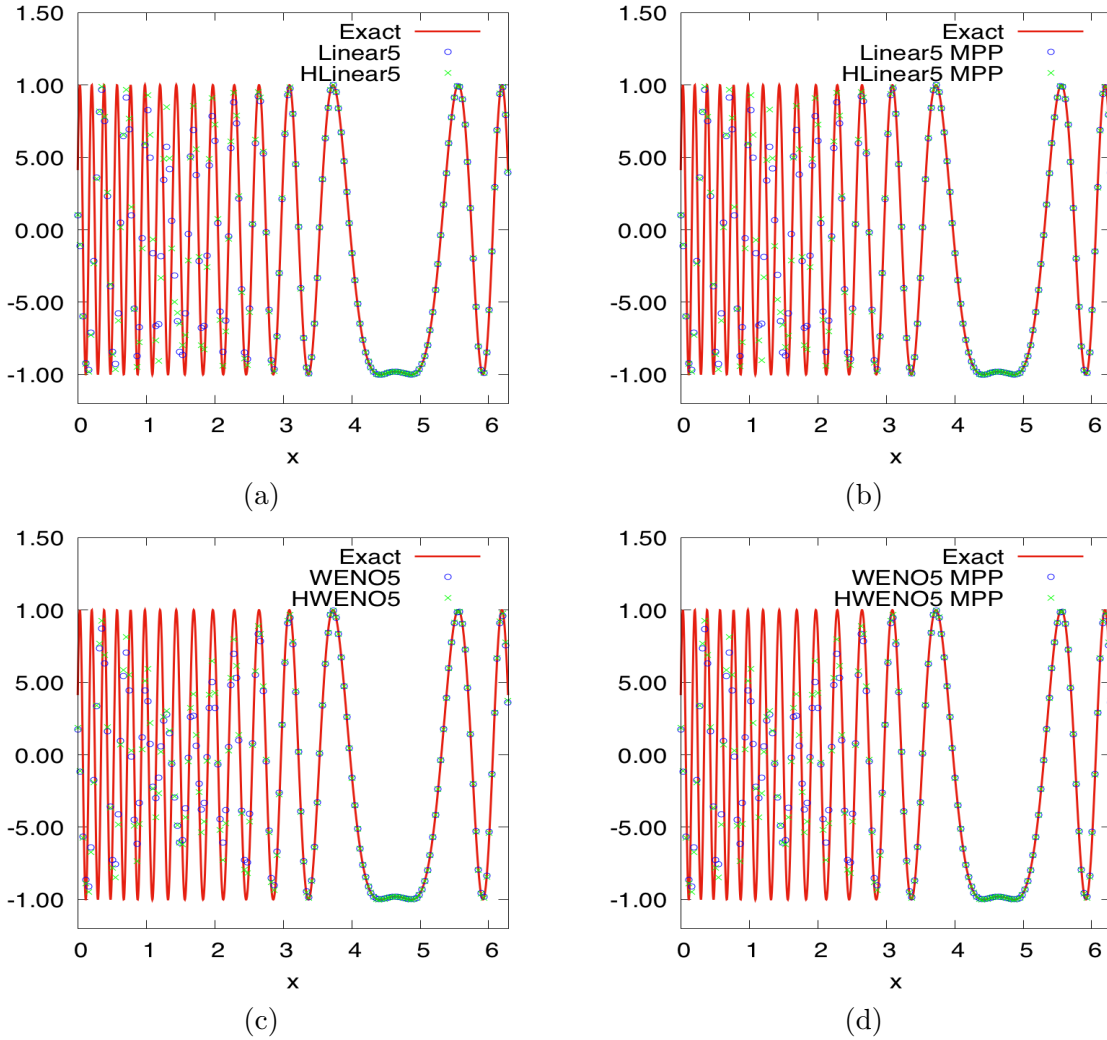 1.50
Exact
Linear5
HLinear5
1.00
5.00
0.00
-5.00
-1.00
0 1 2 3 4 5 6
x
(a)
1.50
Exact
Linear5 MPP
HLinear5 MPP
1.00
5.00
0.00
-5.00
-1.00
0 1 2 3 4 5 6
x
(b)
1.50
Exact
WENO5
HWENO5
1.00
5.00
0.00
-5.00
-1.00
0 1 2 3 4 5 6
x
(c)
1.50
Exact
WENO5 MPP
HWENO5 MPP
1.00
5.00
0.00
-5.00
-1.00
0 1 2 3 4 5 6
x
(d)